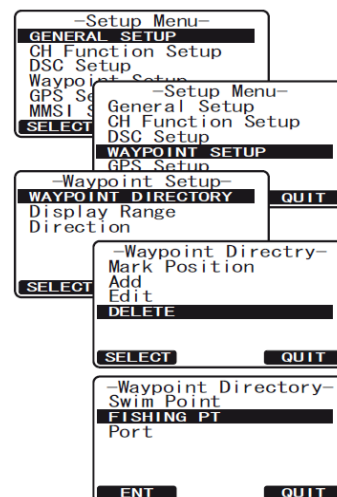 -Setup Menu-
GENERAL SETUP
CH Function Setup
DSC Setup
Waypoint Setup
GPS Se
MMSI S
SELECT
-Setup Menu-
General Setup
CH Function Setup
DSC Setup
WAYPOINT SETUP
GPS Setup
QUIT
-Waypoint Setup-
WAYPOINT DIRECTORY
Display Range
Direction
SELECT
-Waypoint Directry-
Mark Position
Add
Edit
DELETE
SELECT QUIT
-Waypoint Directory-
Swim Point
FISHING PT
Port
ENT QUIT